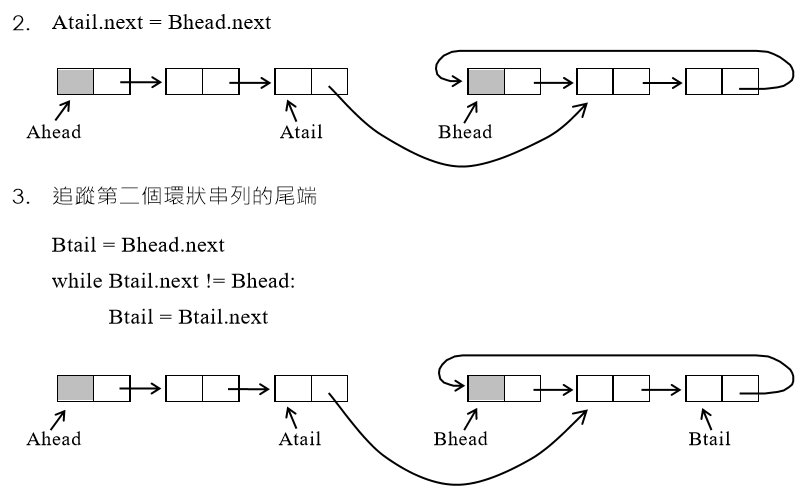 2. Atail.next = Bhead.next
Ahead Atail Bhead
3. 追蹤第二個環狀串列的尾端
Btail = Bhead.next
while Btail.next != Bhead:
Btail = Btail.next
Ahead Atail Bhead Btail